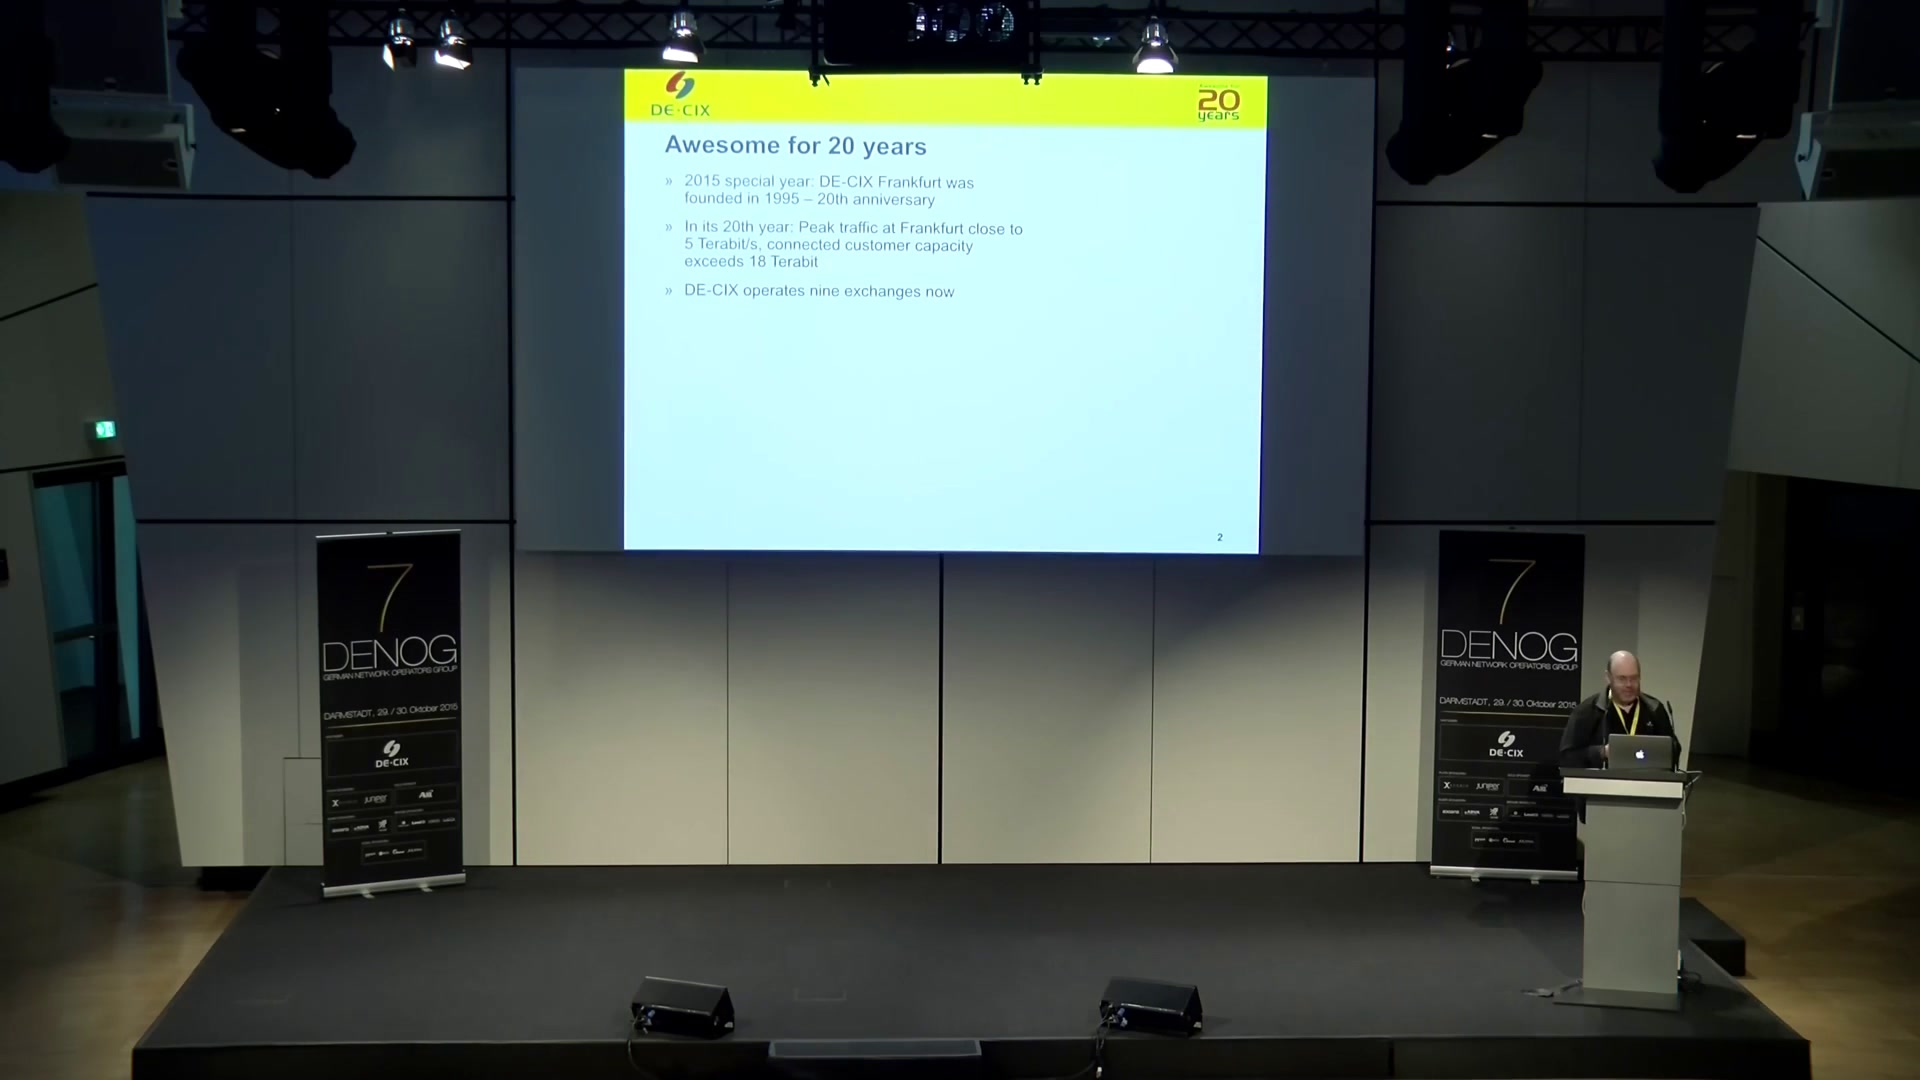 DE-CIX
20
years
Awesome for 20 years
» 2015 special year: DE-CIX Frankfurt was
founded in 1995 – 20th anniversary
» In its 20th year: Peak traffic at Frankfurt close to
5 Terabit/s, connected customer capacity
exceeds 18 Terabit
» DE-CIX operates nine exchanges now
2
7
DENOG
GERMAN NETWORK OPERATORS GROUP
DARMSTADT, 29. / 30. Oktober 2015
DE-CIX
JUNIPER
7
DENOG
GERMAN NETWORK OPERATORS GROUP
DARMSTADT, 29. / 30. Oktober 2015
DE-CIX
JUNIPER